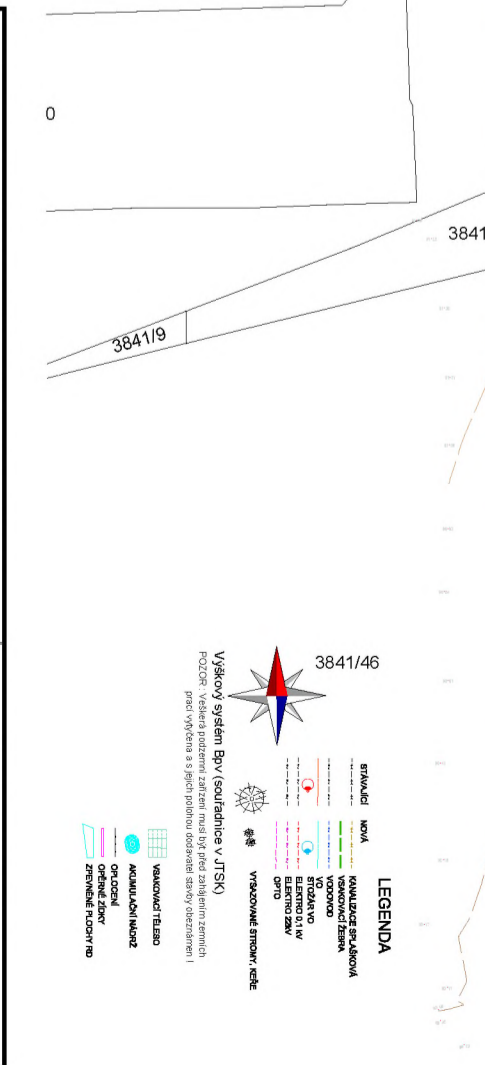 0
3841
3841/9
3841/46
LEGENDA
STÁVAJÍCÍ NOVÁ
KANALIZACE SPLAŠKOVÁ
VSAKOVACÍ ŽEBRA
VODOVOD
VO
STOŽÁR VO
ELEKTRO 0,1 kV
ELEKTRO 22kV
OPTO
VYSAZOVANÉ STROMY, KEŘE
Výškový systém Bpv (souřadnice v JTSK)
POZOR : Veškerá podzemní zařízení musí být před zahájením zemních
prací vytyčena a s jejich polohou dodavatel stavby obeznámen !
VSAKOVACÍ TĚLESO
AKUMULAČNÍ NÁDRŽ
OPLOCENÍ
OPĚRNÉ ZÍDKY
ZPEVNĚNÉ PLOCHY RD